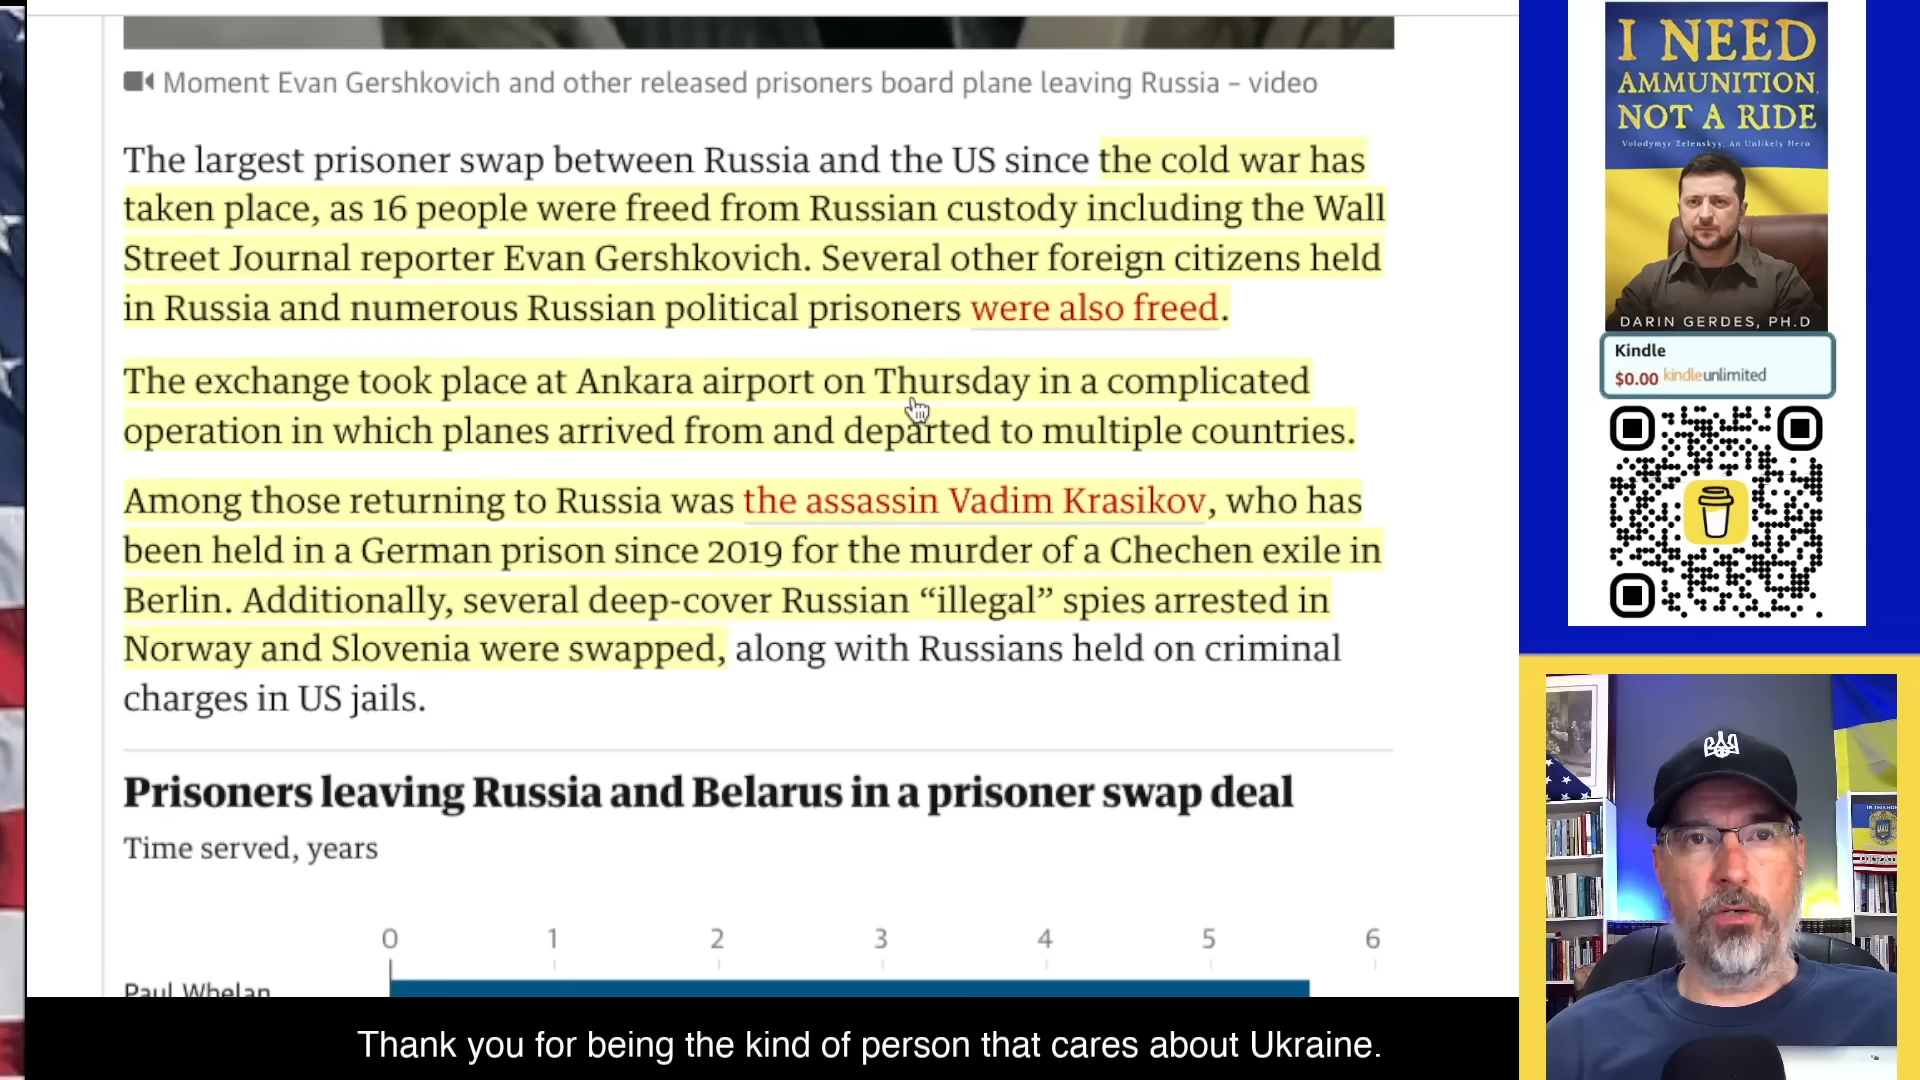 Moment Evan Gershkovich and other released prisoners board plane leaving Russia – video
The largest prisoner swap between Russia and the US since the cold war has
taken place, as 16 people were freed from Russian custody including the Wall
Street Journal reporter Evan Gershkovich. Several other foreign citizens held
in Russia and numerous Russian political prisoners were also freed.
The exchange took place at Ankara airport on Thursday in a complicated
operation in which planes arrived from and departed to multiple countries.
Among those returning to Russia was the assassin Vadim Krasikov, who has
been held in a German prison since 2019 for the murder of a Chechen exile in
Berlin. Additionally, several deep-cover Russian “illegal” spies arrested in
Norway and Slovenia were swapped, along with Russians held on criminal
charges in US jails.
Prisoners leaving Russia and Belarus in a prisoner swap deal
Time served, years
0 1 2 3 4 5 6
Paul Whelan
Thank you for being the kind of person that cares about Ukraine.
I NEED
AMMUNITION,
NOT A RIDE
Volodymyr Zelenskyy, An Unlikely Hero
DARIN GERDES, PH.D
Kindle
$0.00 kindleunlimited